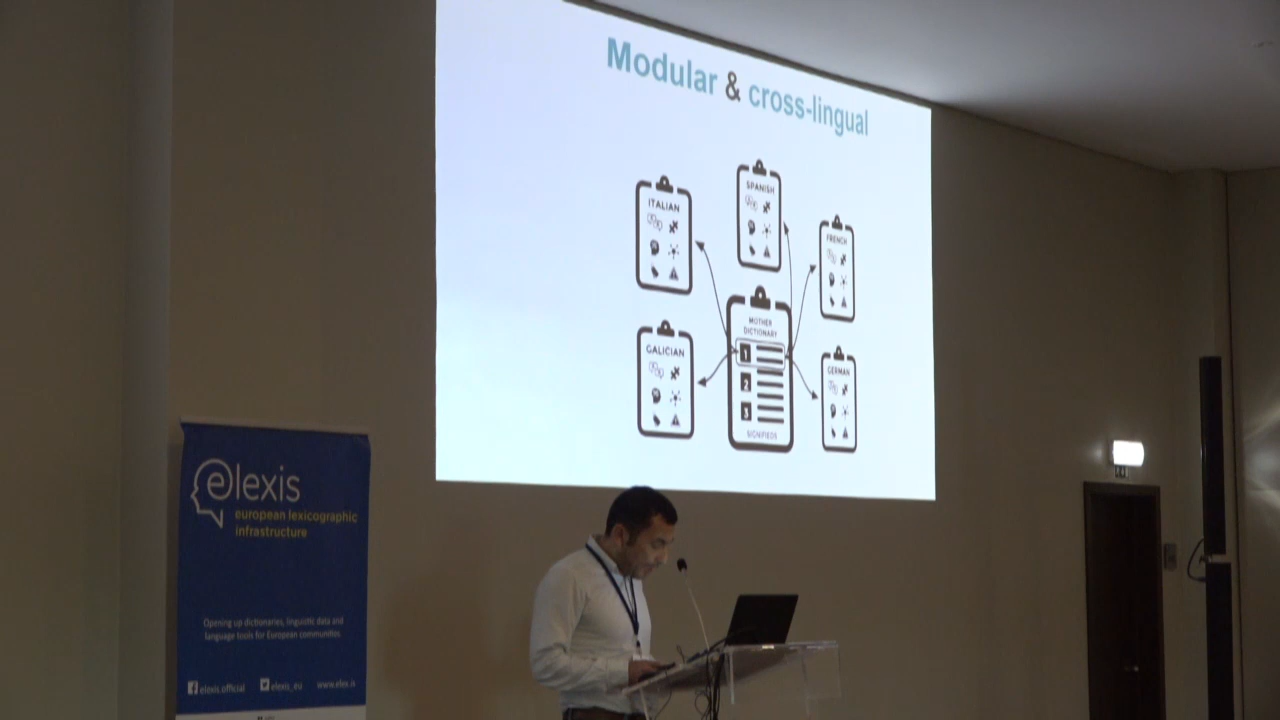 Modular & cross-lingual
ITALIAN
SPANISH
FRENCH
GALICIAN
MOTHER
DICTIONARY
1
2
3
SIGNIFIEDS
GERMAN
elexis
european lexicographic
infrastructure
Opening up dictionaries, linguistic data and
language tools for European communities
elexis.official
elexis_eu
www.elex.is